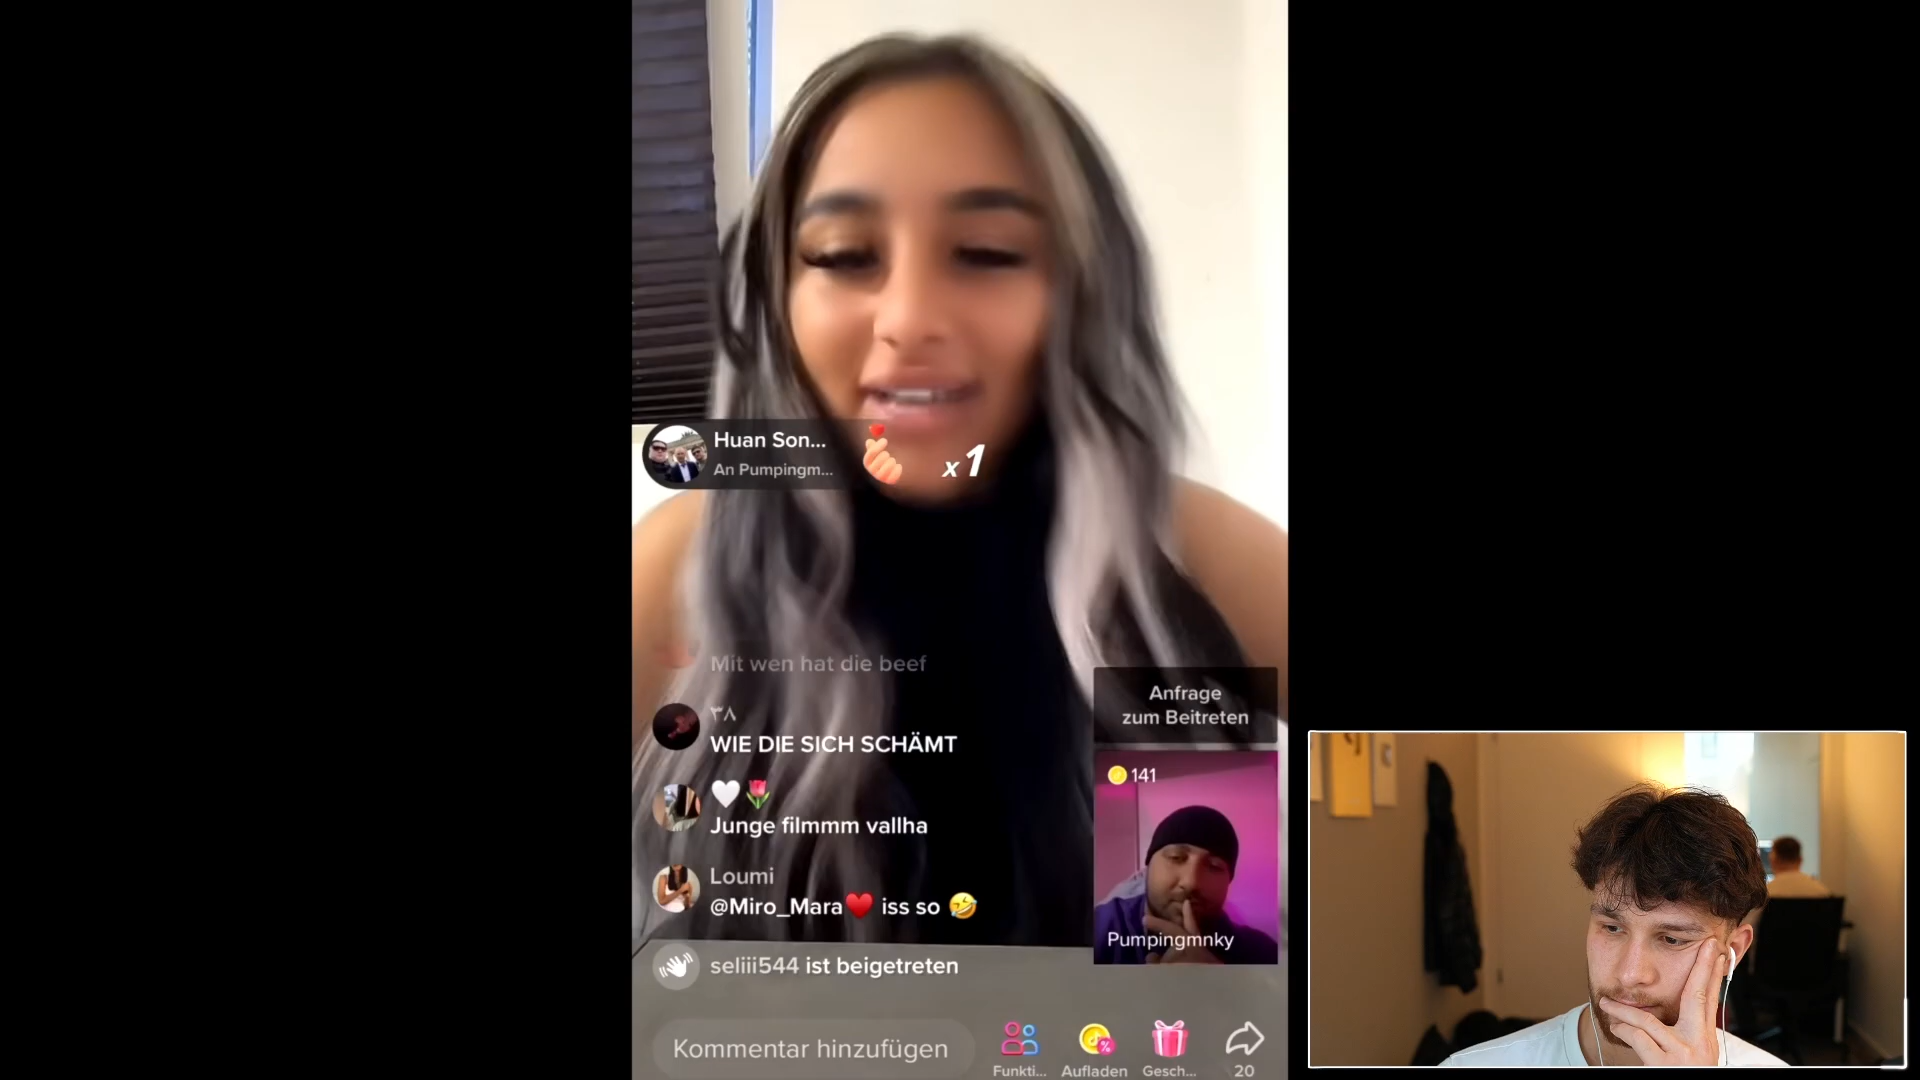 Huan Son...
An Pumpingm...
x1
Mit wen hat die beef
٣٨
WIE DIE SICH SCHÄMT
🤍🌷
Junge filmmm vallha
Loumi
@Miro_Mara❤️ iss so 🤣
seliii544 ist beigetreten
Anfrage
zum Beitreten
141
Pumpingmnky
Kommentar hinzufügen
Funkti...
Aufladen
Gesch...
20